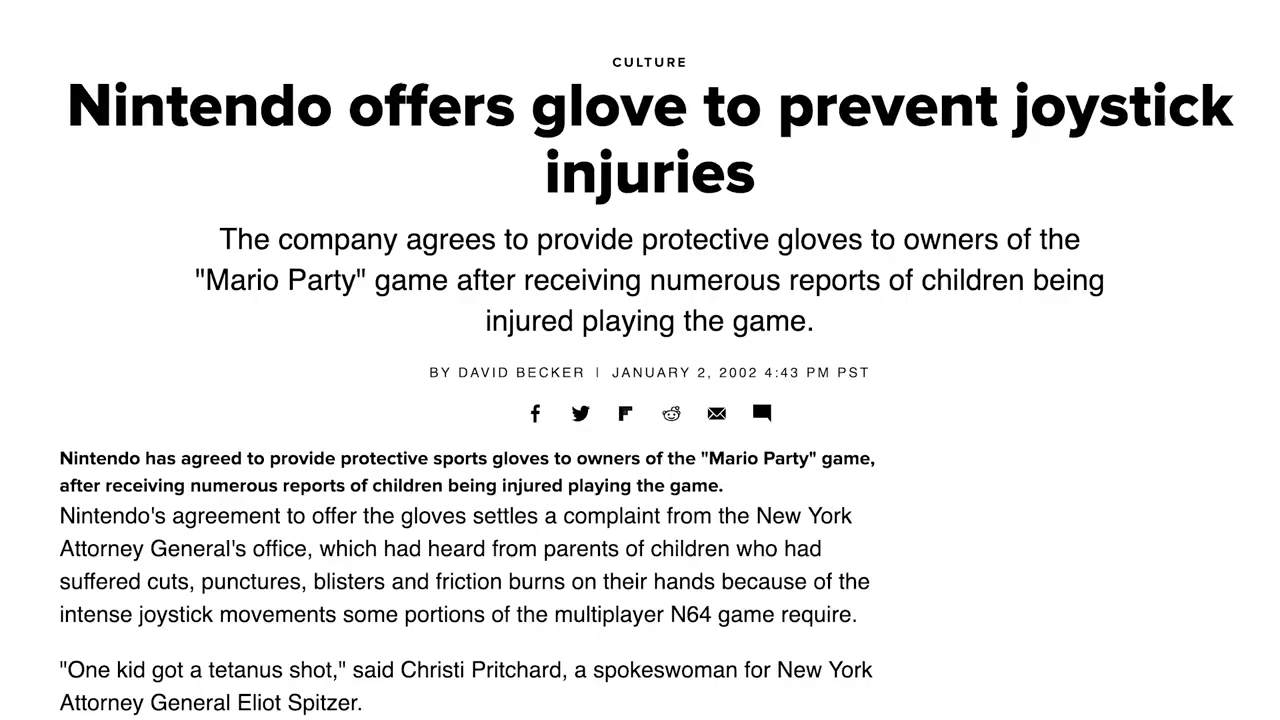 CULTURE
Nintendo offers glove to prevent joystick
injuries
The company agrees to provide protective gloves to owners of the
"Mario Party" game after receiving numerous reports of children being
injured playing the game.
BY DAVID BECKER | JANUARY 2, 2002 4:43 PM PST
Nintendo has agreed to provide protective sports gloves to owners of the "Mario Party" game,
after receiving numerous reports of children being injured playing the game.
Nintendo's agreement to offer the gloves settles a complaint from the New York
Attorney General's office, which had heard from parents of children who had
suffered cuts, punctures, blisters and friction burns on their hands because of the
intense joystick movements some portions of the multiplayer N64 game require.
"One kid got a tetanus shot," said Christi Pritchard, a spokeswoman for New York
Attorney General Eliot Spitzer.